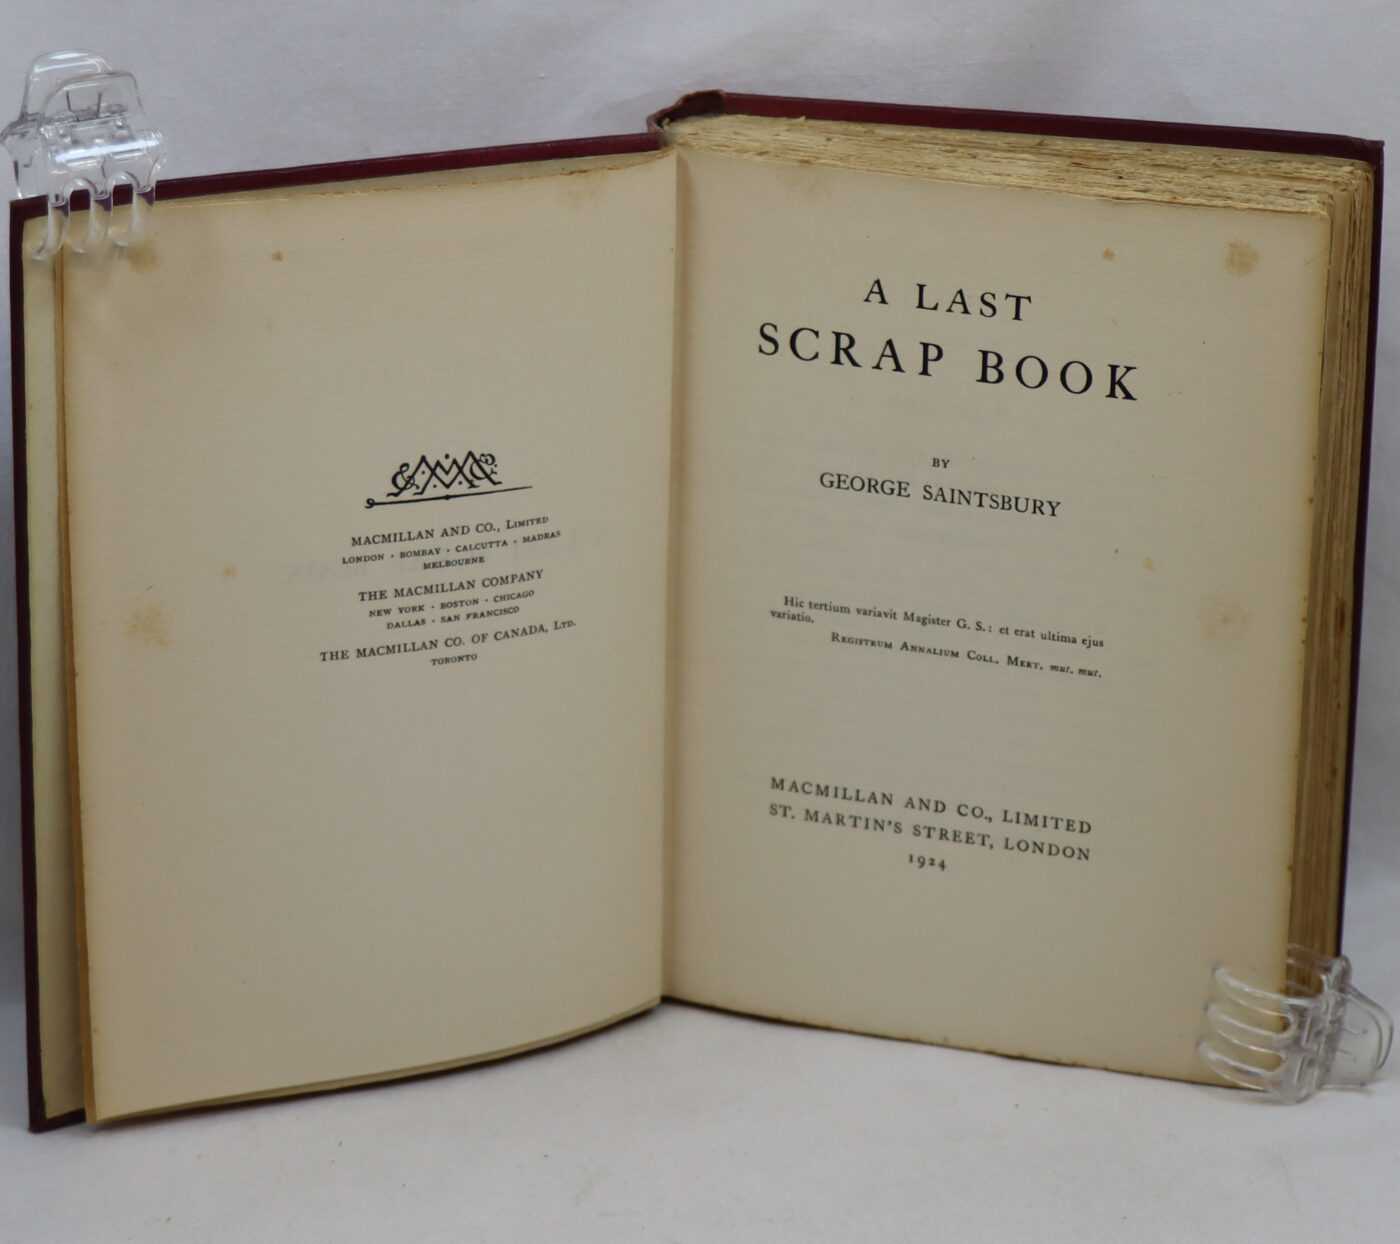 MACMILLAN AND CO., LIMITED
LONDON · BOMBAY · CALCUTTA · MADRAS
MELBOURNE
THE MACMILLAN COMPANY
NEW YORK · BOSTON · CHICAGO
DALLAS · SAN FRANCISCO
THE MACMILLAN CO. OF CANADA, LTD.
TORONTO
A LAST
SCRAP BOOK
BY
GEORGE SAINTSBURY
Hic tertium variavit Magister G. S.: et erat ultima ejus
variatio.
REGISTRUM ANNALIUM COLL. MERT. mut. mut.
MACMILLAN AND CO., LIMITED
ST. MARTIN'S STREET, LONDON
1924